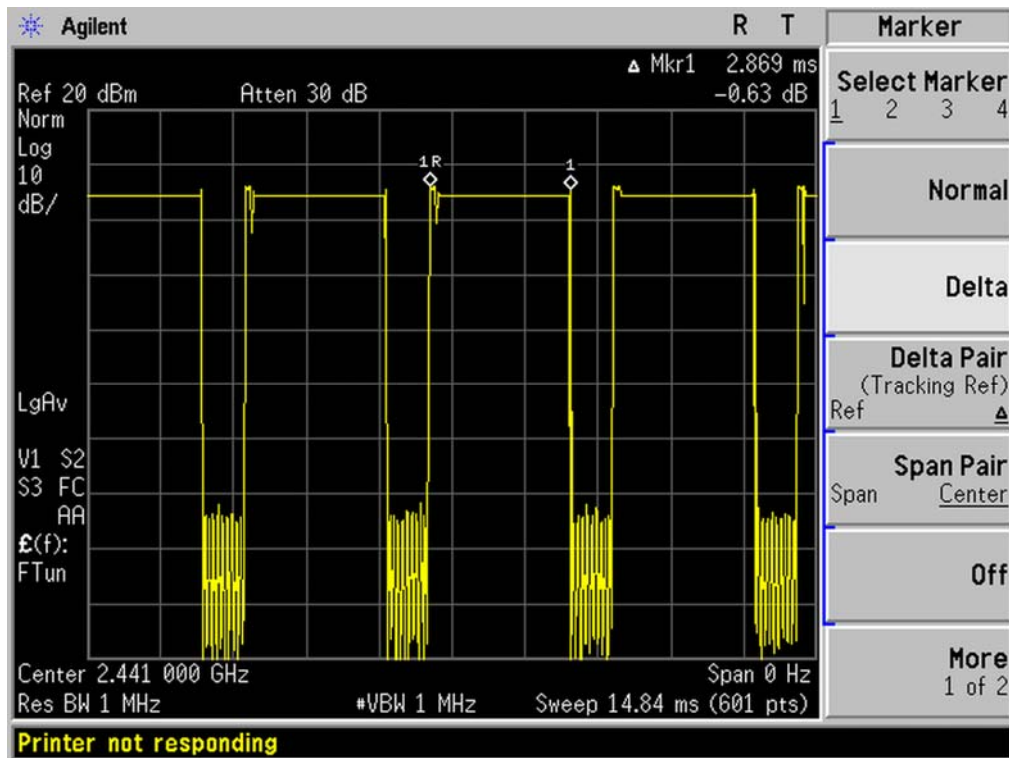 Agilent R T
Δ Mkr1 2.869 ms
Ref 20 dBm Atten 30 dB -0.63 dB
Norm
Log
10
dB/
1R
1
LgAv
V1 S2
S3 FC
AA
£(f):
FTun
Center 2.441 000 GHz Span 0 Hz
Res BW 1 MHz #VBW 1 MHz Sweep 14.84 ms (601 pts)
Printer not responding
Marker
Select Marker
1 2 3 4
Normal
Delta
Delta Pair
(Tracking Ref)
Ref Δ
Span Pair
Span Center
Off
More
1 of 2